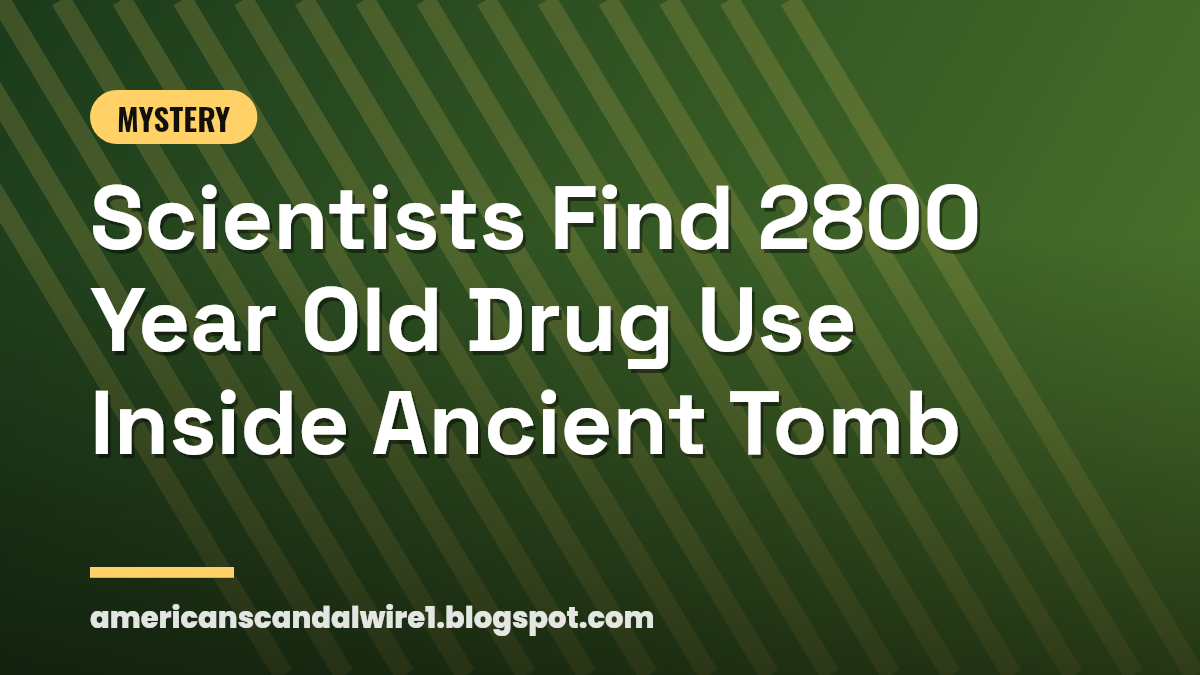 MYSTERY
Scientists Find 2800
Year Old Drug Use
Inside Ancient Tomb
americanscandalwire1.blogspot.com